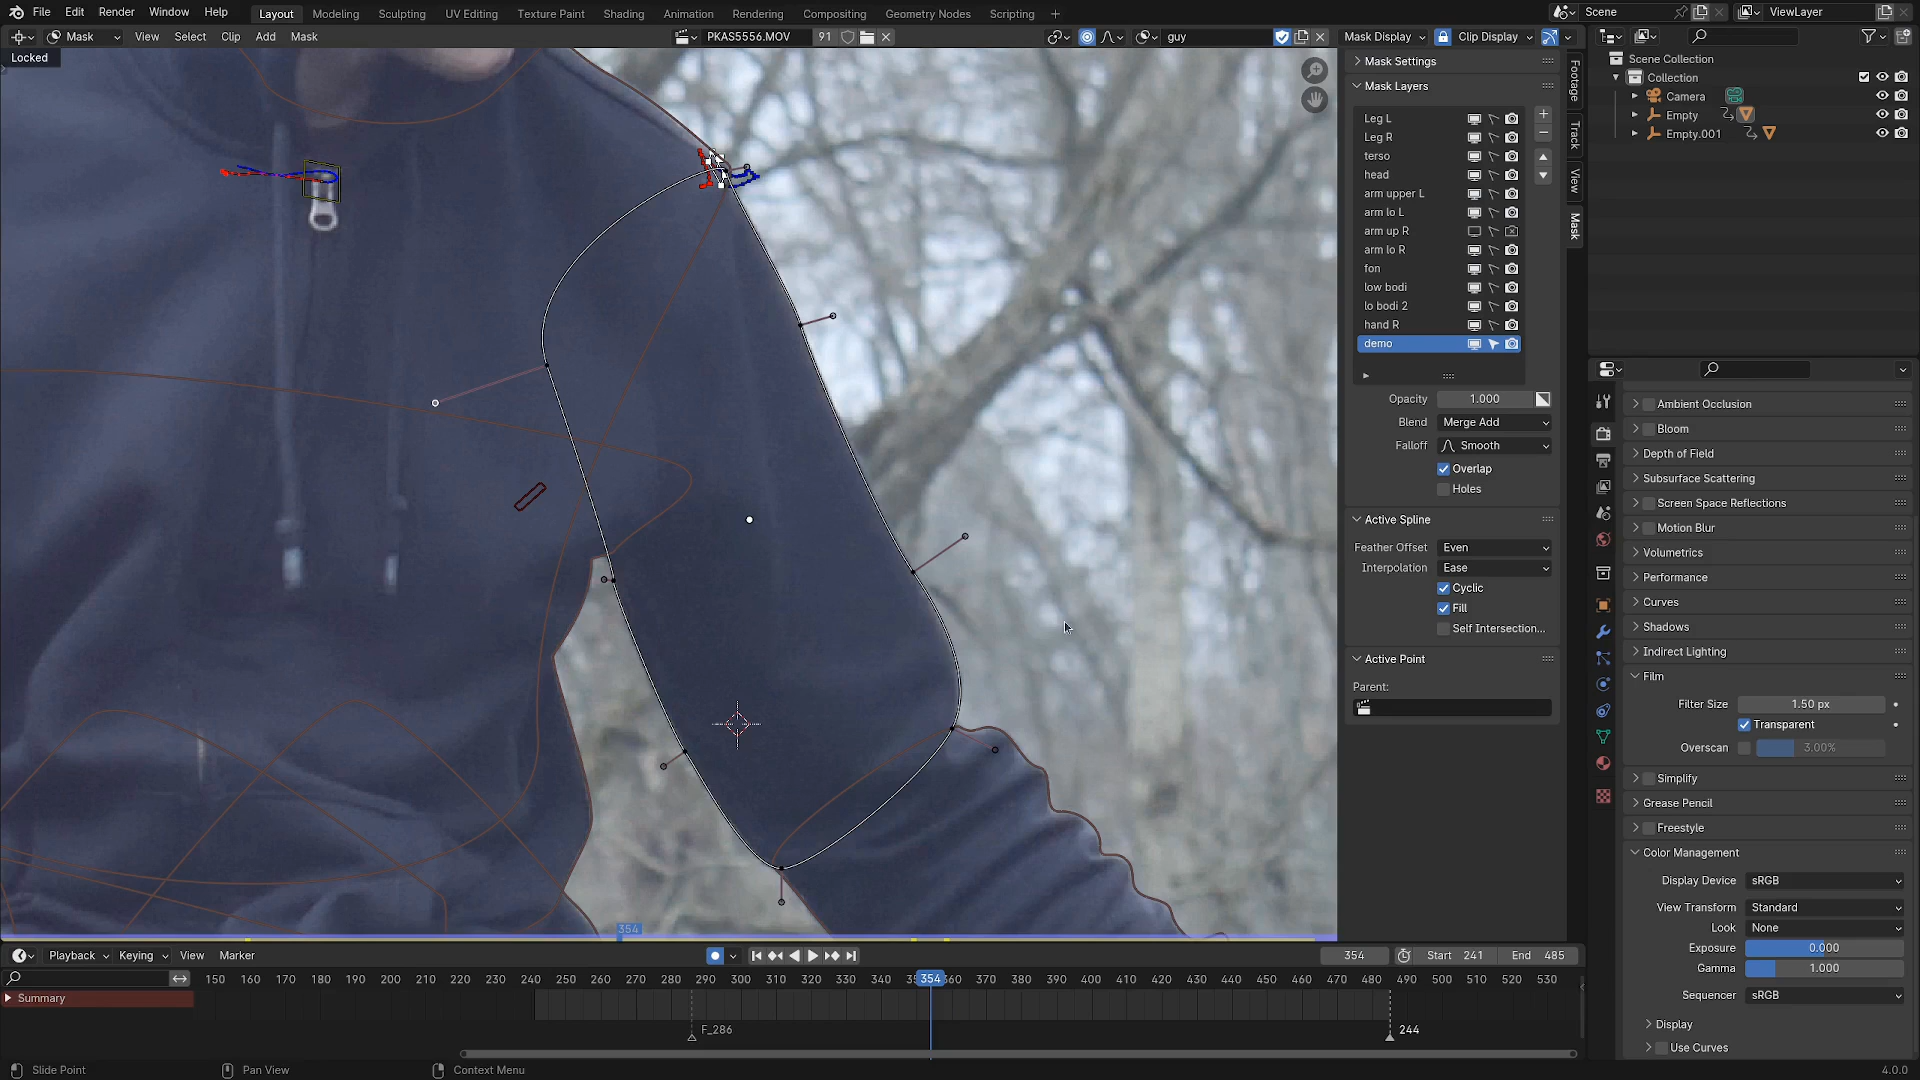 File Edit Render Window Help Layout Modeling Sculpting UV Editing Texture Paint Shading Animation Rendering Compositing Geometry Nodes Scripting + Scene ViewLayer
Mask View Select Clip Add Mask PKAS5556.MOV 91 guy Mask Display Clip Display
Locked
Mask Settings
Mask Layers
Leg L
Leg R
terso
head
arm upper L
arm lo L
arm up R
arm lo R
fon
low bodi
lo bodi 2
hand R
demo
Opacity 1.000
Blend Merge Add
Falloff Smooth
Overlap
Holes
Active Spline
Feather Offset Even
Interpolation Ease
Cyclic
Fill
Self Intersection...
Active Point
Parent:
Footage
Track
View
Mask
Scene Collection
Collection
Camera
Empty
Empty.001
Ambient Occlusion
Bloom
Depth of Field
Subsurface Scattering
Screen Space Reflections
Motion Blur
Volumetrics
Performance
Curves
Shadows
Indirect Lighting
Film
Filter Size 1.50 px
Transparent
Overscan 3.00%
Simplify
Grease Pencil
Freestyle
Color Management
Display Device sRGB
View Transform Standard
Look None
Exposure 0.000
Gamma 1.000
Sequencer sRGB
Display
Use Curves
354
Playback Keying View Marker 354 Start 241 End 485
150 160 170 180 190 200 210 220 230 240 250 260 270 280 290 300 310 320 330 340 354 370 380 390 400 410 420 430 440 450 460 470 480 490 500 510 520 530
Summary
F_286 244
Slide Point Pan View Context Menu 4.0.0